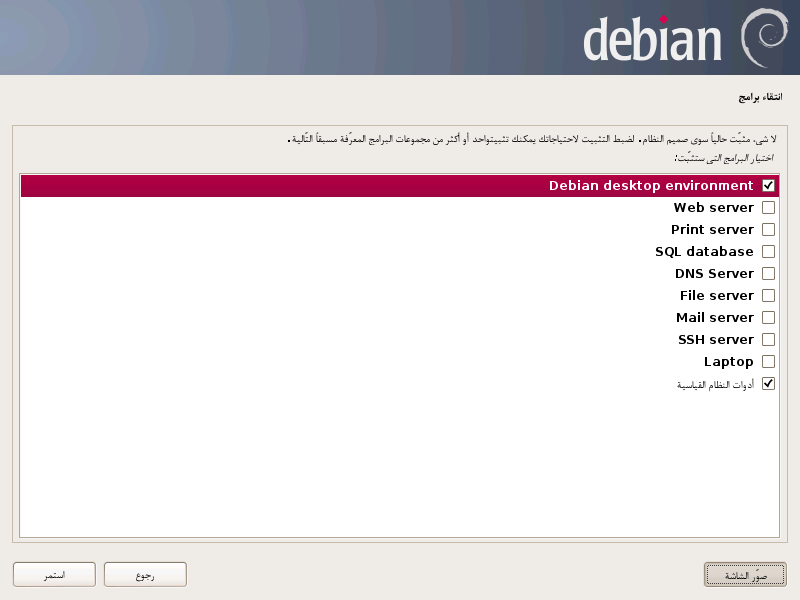 debian
انتقاء برامج
لا شيء مثبّت حالياً سوى صميم النظام. لضبط التثبيت لاحتياجاتك يمكنك تثبيتواحد أو أكثر من مجموعات البرامج المعرّفة مسبقاً التّالية.
اختيار البرامج التي ستثبّت:
Debian desktop environment
Web server
Print server
SQL database
DNS Server
File server
Mail server
SSH server
Laptop
أدوات النظام القياسية
صوّر الشاشة
رجوع
استمر